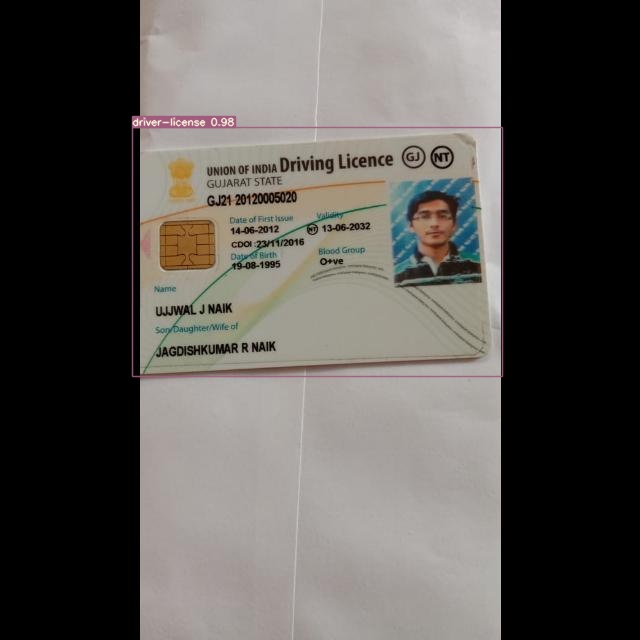 driver-license 0.98
UNION OF INDIA Driving Licence GJ NT
GUJARAT STATE
GJ21 20120005020
Date of First Issue Validity
14-06-2012 NT 13-06-2032
CDOI :23/11/2016
Date of Birth Blood Group
19-08-1995 O+ve
Name
UJJWAL J NAIK
Son/Daughter/Wife of
JAGDISHKUMAR R NAIK